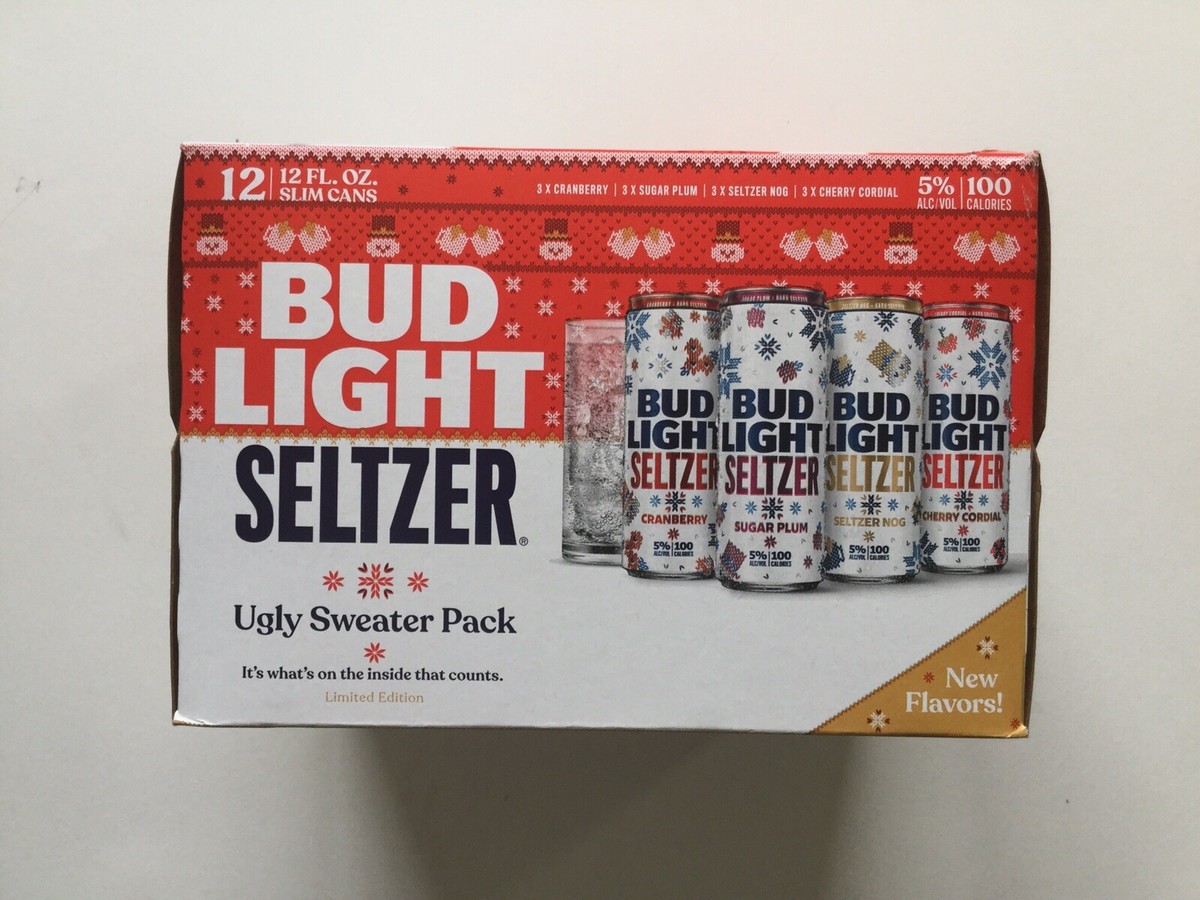 12 | 12 FL. OZ.
SLIM CANS
3 X CRANBERRY | 3 X SUGAR PLUM | 3 X SELTZER NOG | 3 X CHERRY CORDIAL
5% | 100
ALC/VOL | CALORIES
BUD
LIGHT
SELTZER®
Ugly Sweater Pack
It's what's on the inside that counts.
Limited Edition
BUD
LIGHT
SELTZER
CRANBERRY
5% | 100
ALC/VOL | CALORIES
SUGAR PLUM • HARD SELTZER
BUD
LIGHT
SELTZER
SUGAR PLUM
5% | 100
ALC/VOL | CALORIES
BUD
LIGHT
SELTZER
SELTZER NOG
5% | 100
ALC/VOL | CALORIES
BUD
LIGHT
SELTZER
CHERRY CORDIAL
5% | 100
ALC/VOL | CALORIES
New
Flavors!